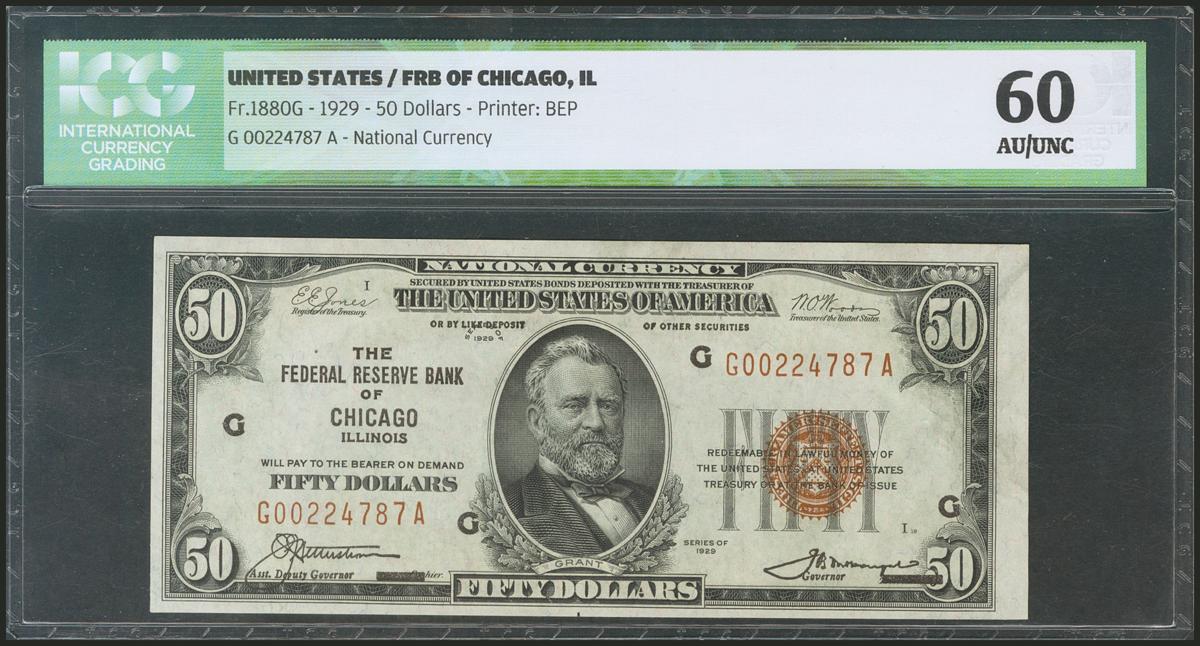 ICG
INTERNATIONAL
CURRENCY
GRADING
UNITED STATES / FRB OF CHICAGO, IL
Fr.1880G - 1929 - 50 Dollars - Printer: BEP
G 00224787 A - National Currency
60
AU/UNC
NATIONAL CURRENCY
SECURED BY UNITED STATES BONDS DEPOSITED WITH THE TREASURER OF
THE UNITED STATES OF AMERICA
OR BY LIKE DEPOSIT OF OTHER SECURITIES
50
50
I
E E Jones
Register of the Treasury.
W.O. Woods
Treasurer of the United States.
1929
THE
FEDERAL RESERVE BANK
OF
CHICAGO
ILLINOIS
G
G00224787A
G
WILL PAY TO THE BEARER ON DEMAND
FIFTY DOLLARS
G00224787A
G
FIFTY
REDEEMABLE IN LAWFUL MONEY OF
THE UNITED STATES AT UNITED STATES
TREASURY OR AT THE BANK OF ISSUE
G
I
SERIES OF
1929
50
50
Asst. Deputy Governor
Governor
GRANT
FIFTY DOLLARS